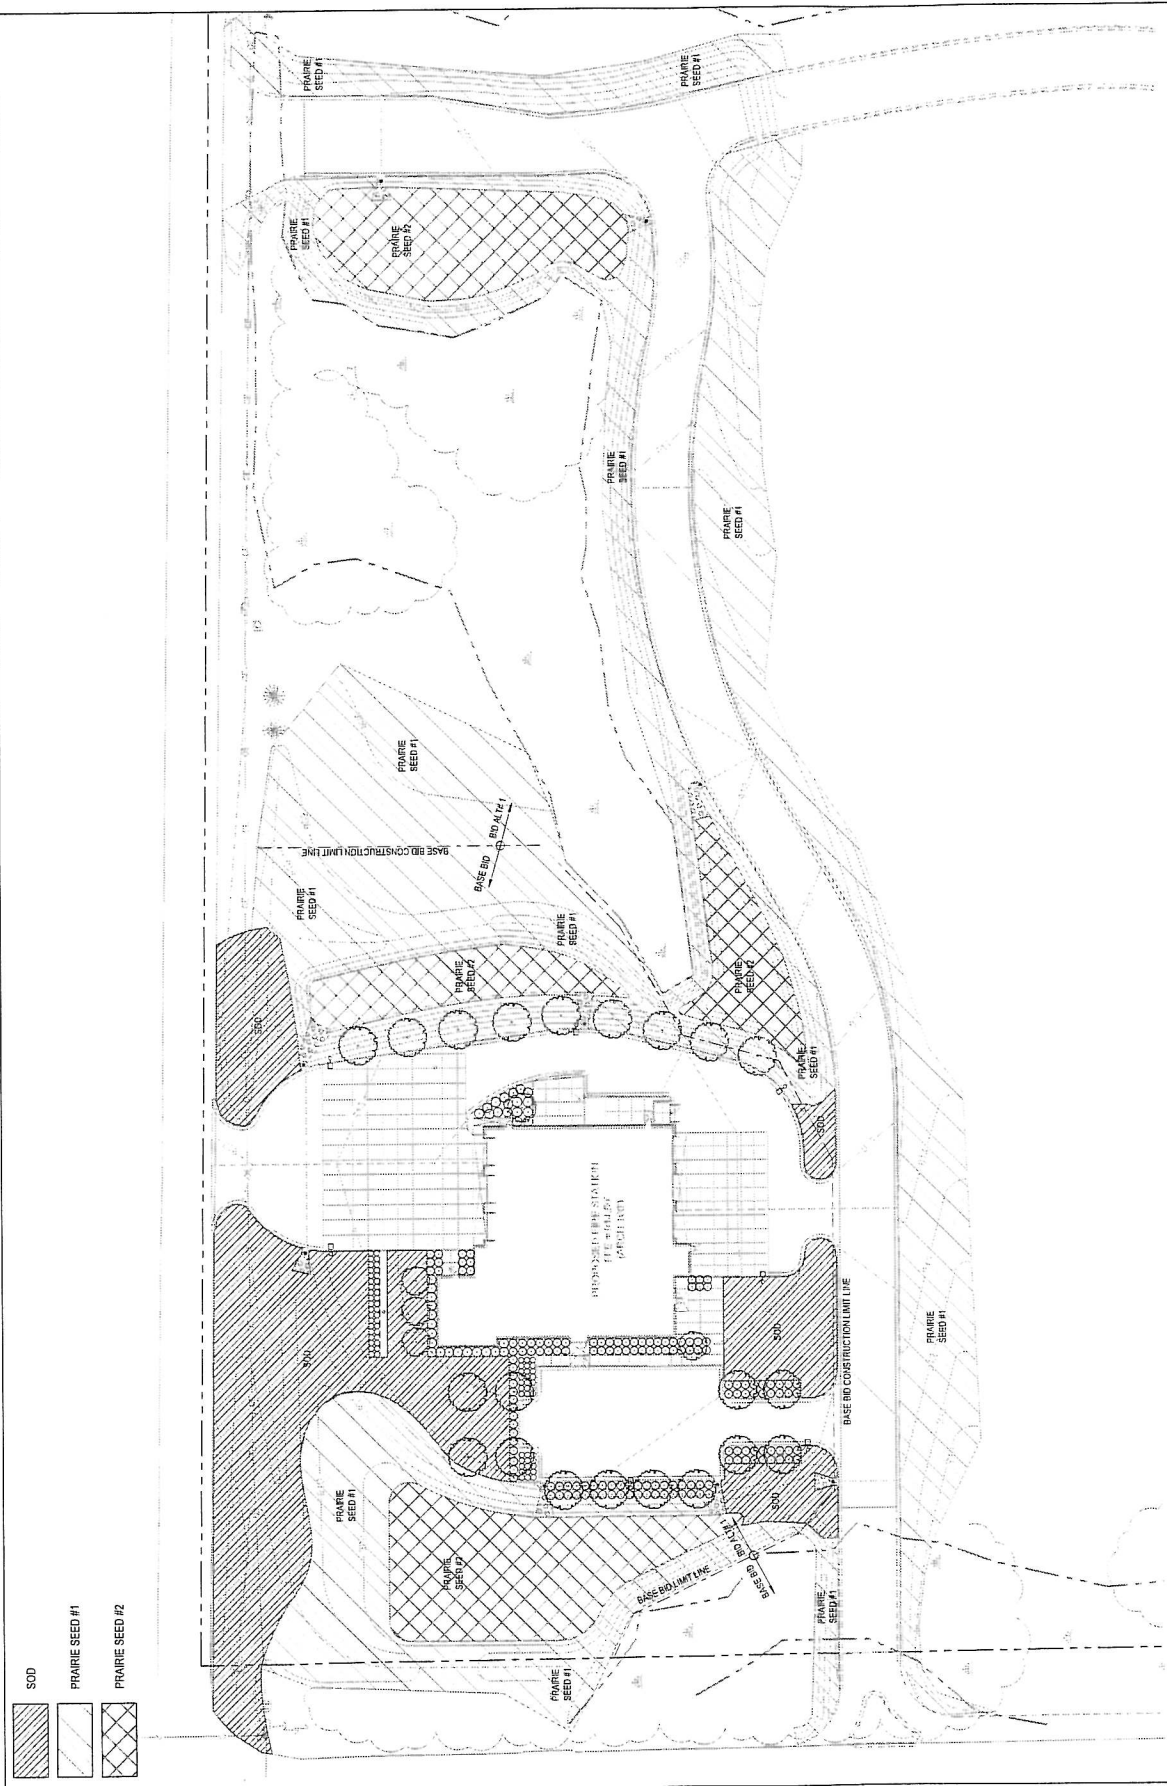 PRAIRIE
SEED #1
PRAIRIE
SEED #1
PRAIRIE
SEED #1
PRAIRIE
SEED #2
PRAIRIE
SEED #1
PRAIRIE
SEED #1
PRAIRIE
SEED #1
BASE BID CONSTRUCTION LIMIT LINE
BASE BID
BID ALT# 1
PRAIRIE
SEED #1
PRAIRIE
SEED #1
PRAIRIE
SEED #2
PRAIRIE
SEED #2
SOD
PRAIRIE
SEED #1
SOD
PROPOSED FIRE STATION
SOD
SOD
BASE BID CONSTRUCTION LIMIT LINE
PRAIRIE
SEED #1
PRAIRIE
SEED #1
SOD
PRAIRIE
SEED #2
BASE BID
BID ALT# 1
BASE BID LIMIT LINE
PRAIRIE
SEED #1
PRAIRIE
SEED #1
SOD
PRAIRIE SEED #1
PRAIRIE SEED #2